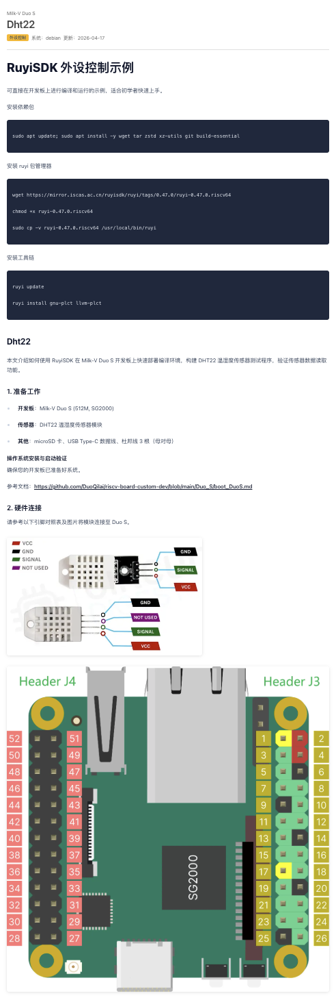 Milk-V Duo S
Dht22
外设控制 系统：debian 更新：2026-04-17
RuyiSDK 外设控制示例
可直接在开发板上进行编译和运行的示例，适合初学者快速上手。
安装依赖包
sudo apt update; sudo apt install -y wget tar zstd xz-utils git build-essential
安装 ruyi 包管理器
wget https://mirror.iscas.ac.cn/ruyisdk/ruyi/tags/0.47.0/ruyi-0.47.0.riscv64
chmod +x ruyi-0.47.0.riscv64
sudo cp -v ruyi-0.47.0.riscv64 /usr/local/bin/ruyi
安装工具链
ruyi update
ruyi install gnu-plct llvm-plct
Dht22
本文介绍如何使用 RuyiSDK 在 Milk-V Duo S 开发板上快速部署编译环境，构建 DHT22 温湿度传感器测试程序，验证传感器数据读取
功能。
1. 准备工作
开发板：Milk-V Duo S (512M, SG2000)
传感器：DHT22 温湿度传感器模块
其他：microSD 卡、USB Type-C 数据线、杜邦线 3 根（母对母）
操作系统安装与启动验证
确保您的开发板已准备好系统。
参考文档：https://github.com/DuoQilai/riscv-board-custom-dev/blob/main/Duo_S/boot_DuoS.md
2. 硬件连接
请参考以下引脚对照表及图片将模块连接至 Duo S。
VCC
GND
SIGNAL
NOT USED
GND
SIGNAL
VCC
GND
NOT USED
SIGNAL
VCC
Header J4 Header J3
52 51 1 2
50 49 3 4
48 47 5 6
46 45 7 8
44 43 9 10
42 41 11 12
40 39 13 14
38 37 15 16
36 35 17 18
34 33 19 20
32 31 21 22
30 29 23 24
28 27 25 26
SG2000